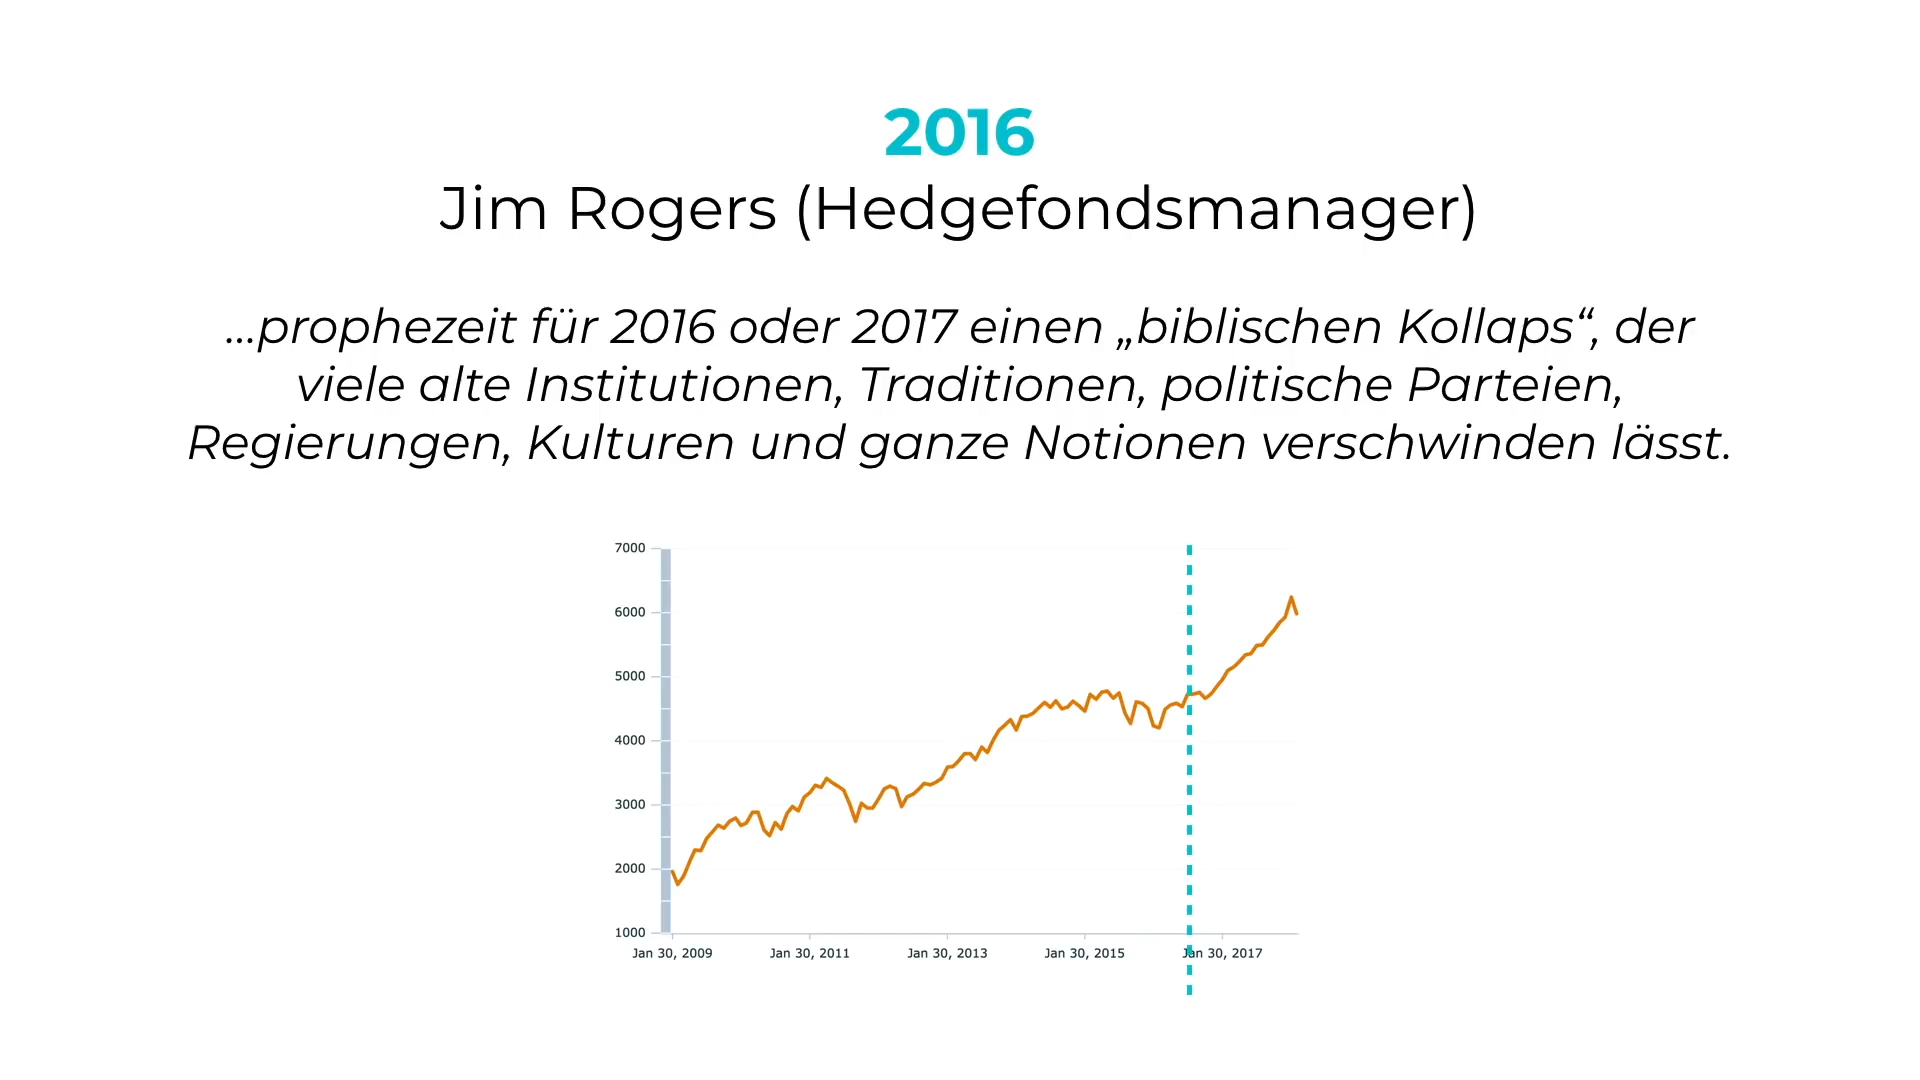 2016
Jim Rogers (Hedgefondsmanager)
...prophezeit für 2016 oder 2017 einen „biblischen Kollaps“, der
viele alte Institutionen, Traditionen, politische Parteien,
Regierungen, Kulturen und ganze Notionen verschwinden lässt.
7000
6000
5000
4000
3000
2000
1000
Jan 30, 2009
Jan 30, 2011
Jan 30, 2013
Jan 30, 2015
Jan 30, 2017